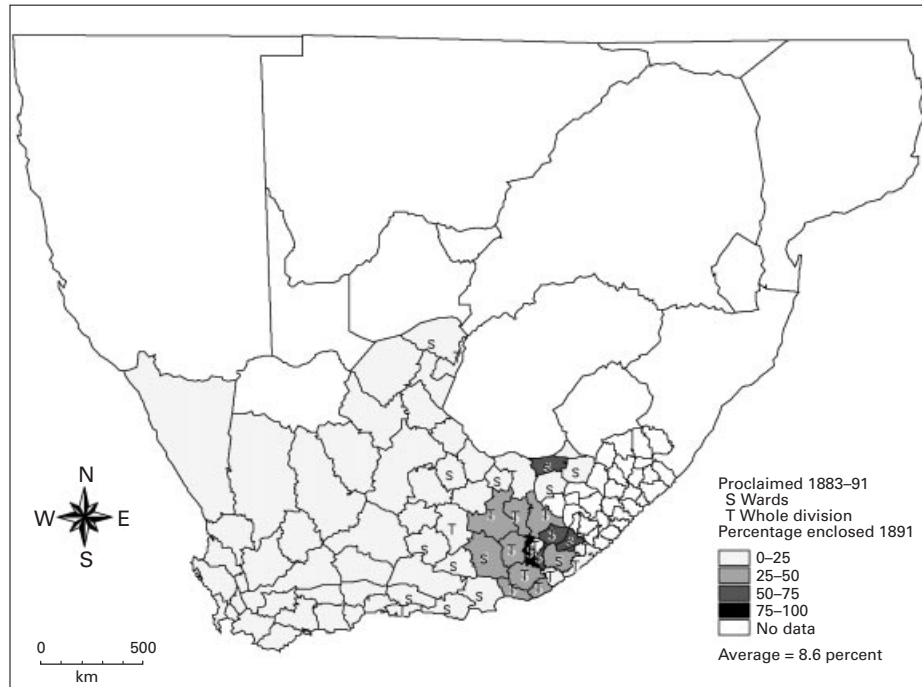 S
T
S
S
S
S
S
T
T
T
T
S
S
S
S
S
T
S
S
T
T
T
S
S
T
S
S
N
W E
S
0 500
km
Proclaimed 1883–91
S Wards
T Whole division
Percentage enclosed 1891
0–25
25–50
50–75
75–100
No data
Average = 8.6 percent